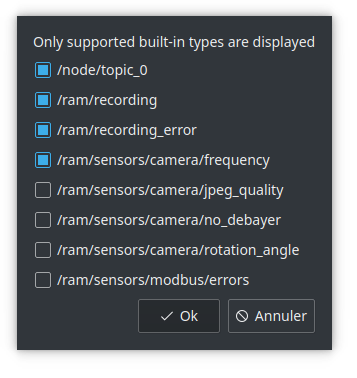 Only supported built-in types are displayed
/node/topic_0
/ram/recording
/ram/recording_error
/ram/sensors/camera/frequency
/ram/sensors/camera/jpeg_quality
/ram/sensors/camera/no_debayer
/ram/sensors/camera/rotation_angle
/ram/sensors/modbus/errors
Ok Annuler